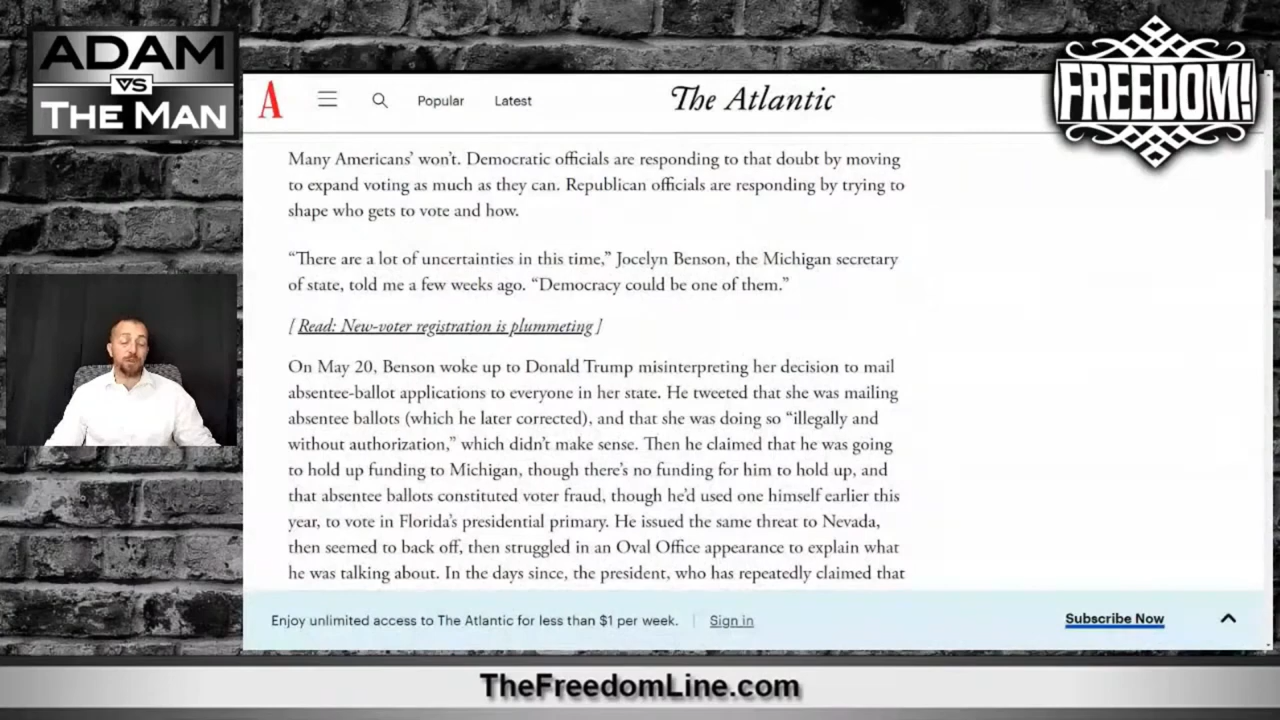 ADAM
VS
THE MAN
FREEDOM!
A
Popular
Latest
The Atlantic
Many Americans’ won’t. Democratic officials are responding to that doubt by moving
to expand voting as much as they can. Republican officials are responding by trying to
shape who gets to vote and how.
“There are a lot of uncertainties in this time,” Jocelyn Benson, the Michigan secretary
of state, told me a few weeks ago. “Democracy could be one of them.”
[ Read: New-voter registration is plummeting ]
On May 20, Benson woke up to Donald Trump misinterpreting her decision to mail
absentee-ballot applications to everyone in her state. He tweeted that she was mailing
absentee ballots (which he later corrected), and that she was doing so “illegally and
without authorization,” which didn’t make sense. Then he claimed that he was going
to hold up funding to Michigan, though there’s no funding for him to hold up, and
that absentee ballots constituted voter fraud, though he’d used one himself earlier this
year, to vote in Florida’s presidential primary. He issued the same threat to Nevada,
then seemed to back off, then struggled in an Oval Office appearance to explain what
he was talking about. In the days since, the president, who has repeatedly claimed that
Enjoy unlimited access to The Atlantic for less than $1 per week.
Sign in
Subscribe Now
TheFreedomLine.com